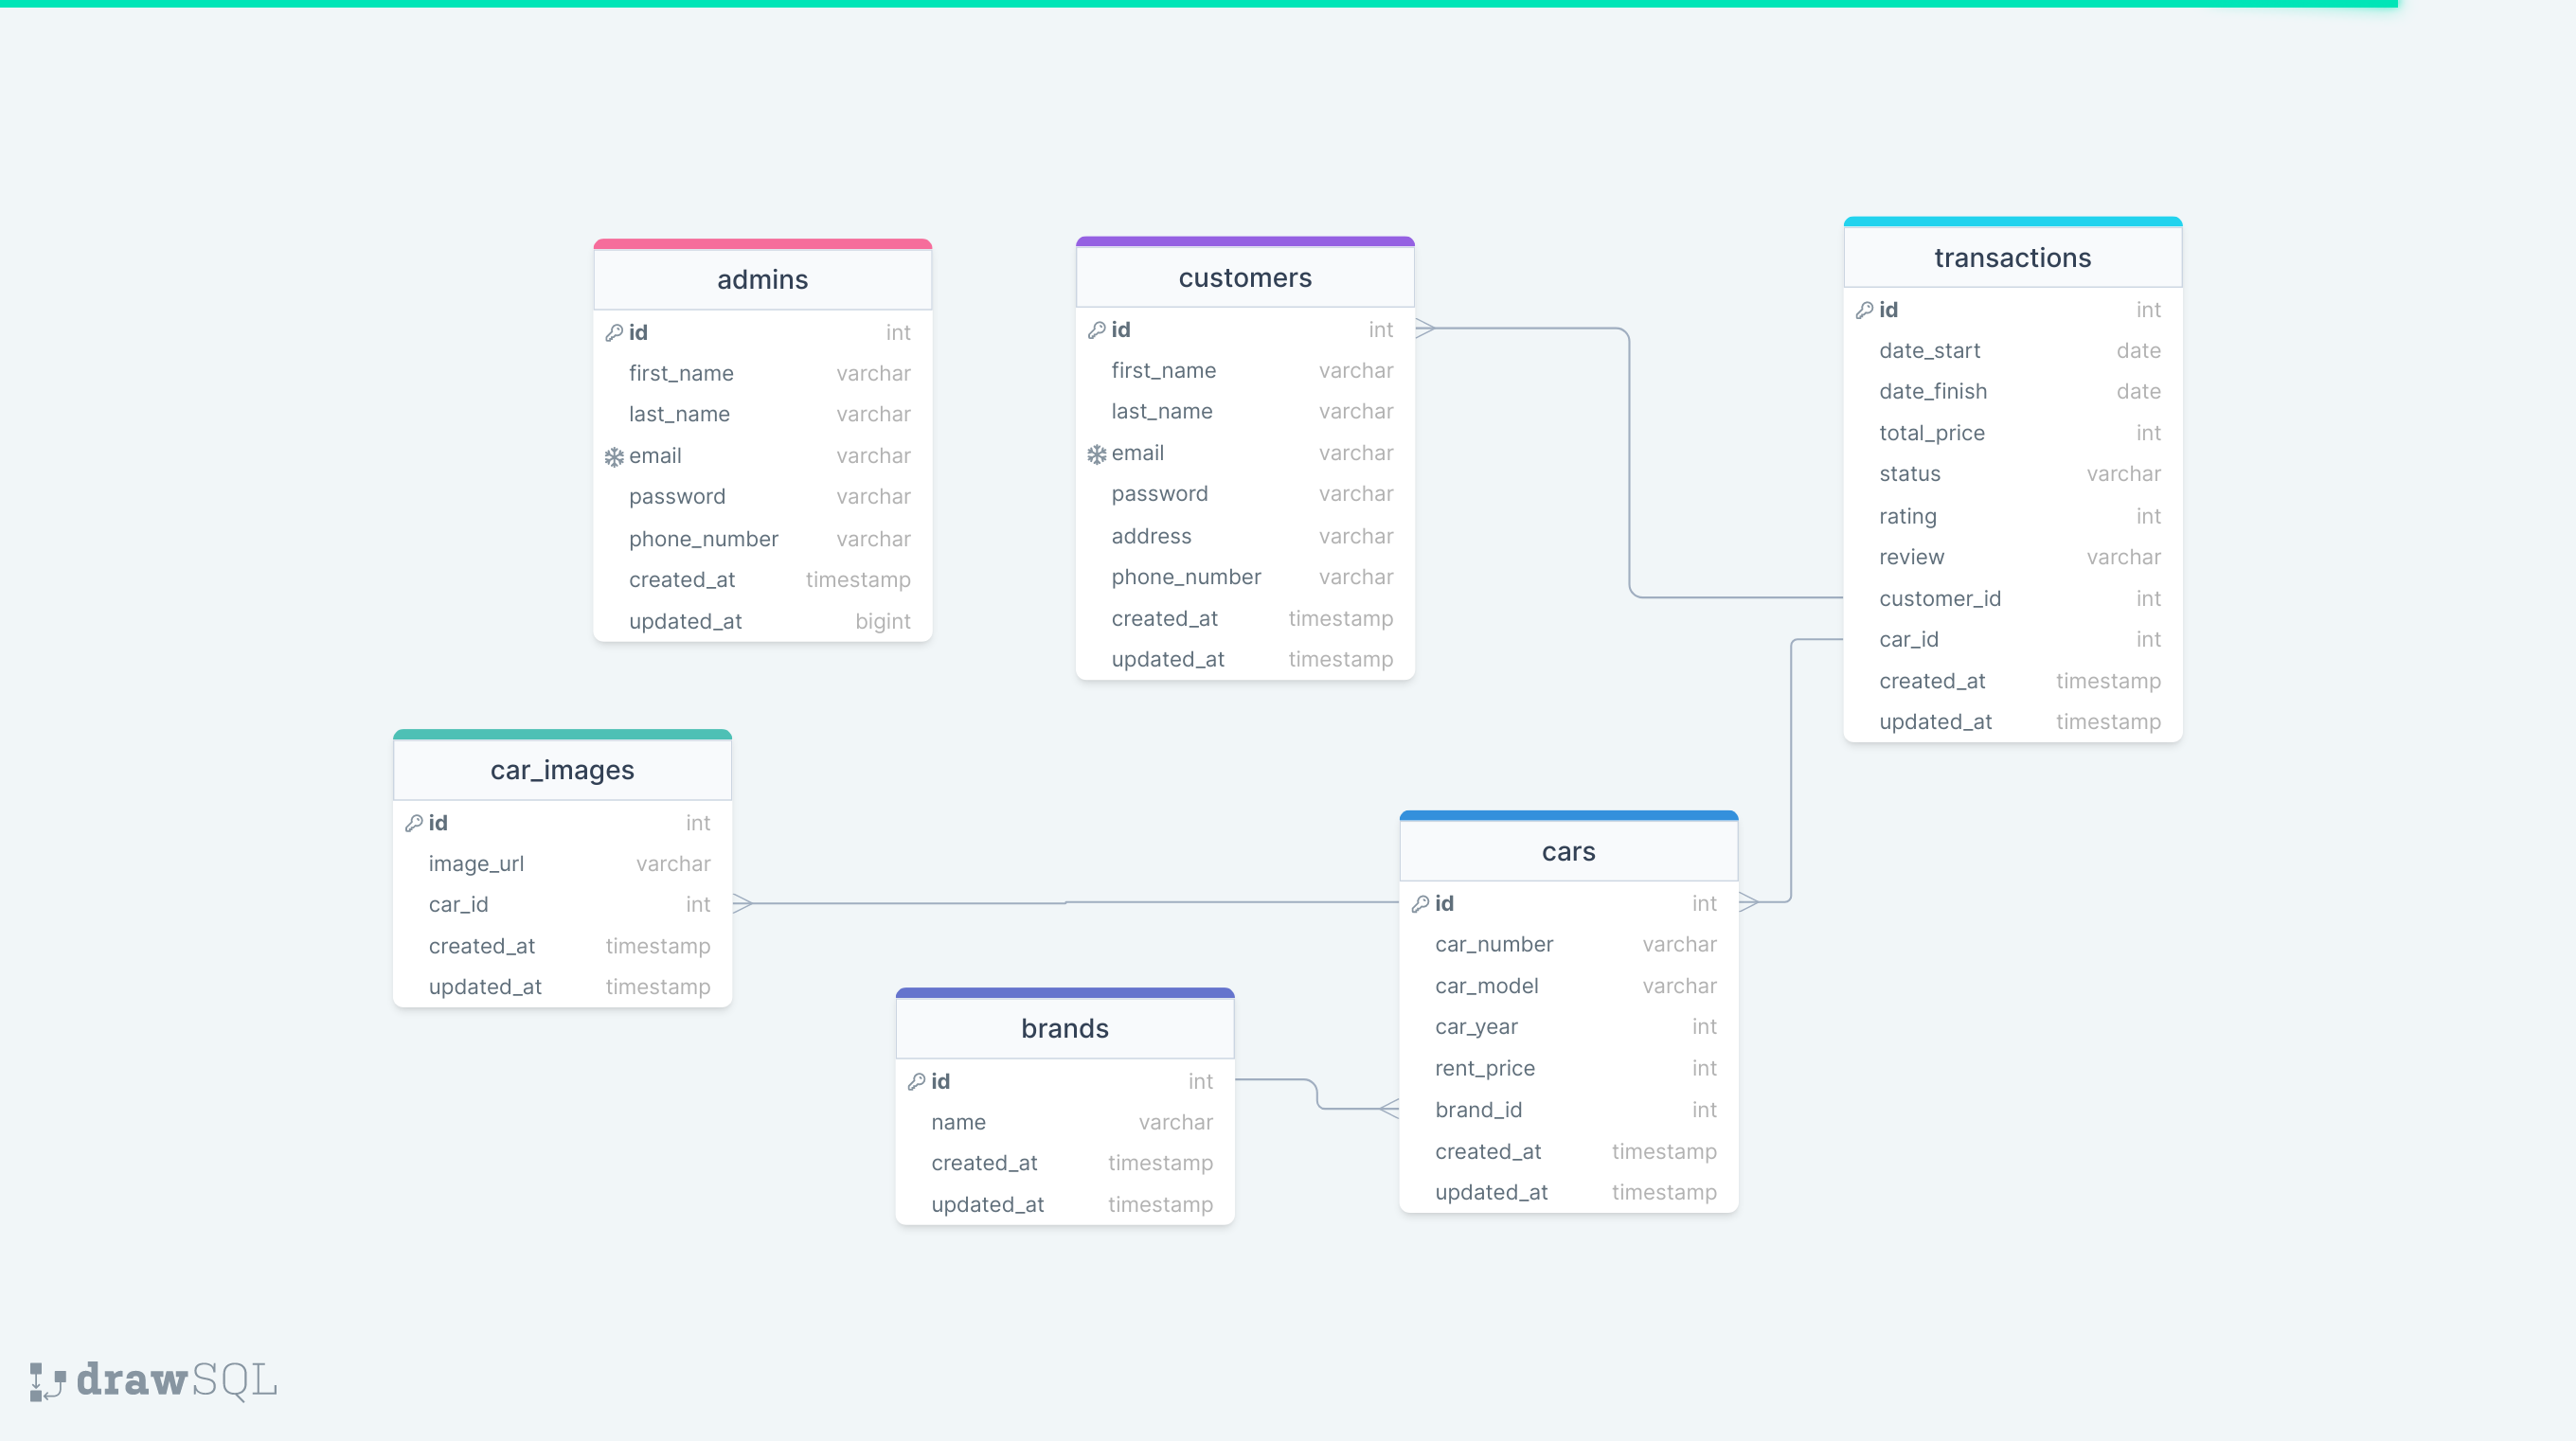 admins
id int
first_name varchar
last_name varchar
email varchar
password varchar
phone_number varchar
created_at timestamp
updated_at bigint
customers
id int
first_name varchar
last_name varchar
email varchar
password varchar
address varchar
phone_number varchar
created_at timestamp
updated_at timestamp
transactions
id int
date_start date
date_finish date
total_price int
status varchar
rating int
review varchar
customer_id int
car_id int
created_at timestamp
updated_at timestamp
car_images
id int
image_url varchar
car_id int
created_at timestamp
updated_at timestamp
brands
id int
name varchar
created_at timestamp
updated_at timestamp
cars
id int
car_number varchar
car_model varchar
car_year int
rent_price int
brand_id int
created_at timestamp
updated_at timestamp
drawSQL